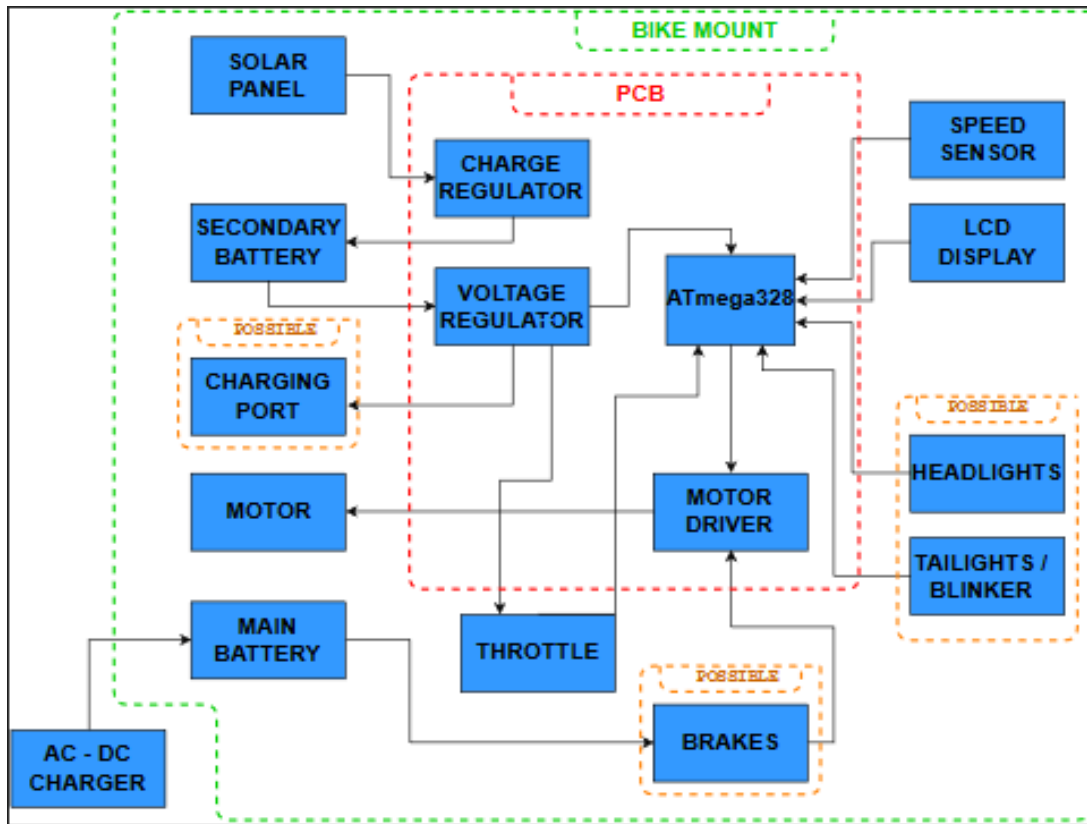 BIKE MOUNT
SOLAR
PANEL
PCB
SPEED
SENSOR
CHARGE
REGULATOR
SECONDARY
BATTERY
LCD
DISPLAY
VOLTAGE
REGULATOR
ATmega328
POSSIBLE
CHARGING
PORT
POSSIBLE
HEADLIGHTS
MOTOR
MOTOR
DRIVER
TAILIGHTS /
BLINKER
MAIN
BATTERY
THROTTLE
POSSIBLE
BRAKES
AC - DC
CHARGER